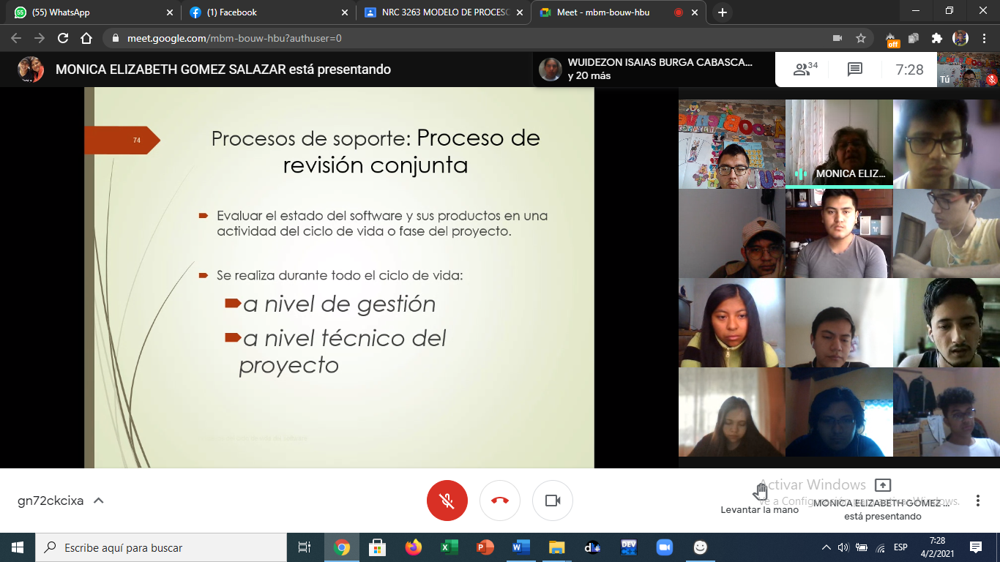 55
(55) WhatsApp
(1) Facebook
NRC 3263 MODELO DE PROCESO
Meet - mbm-bouw-hbu
meet.google.com/mbm-bouw-hbu?authuser=0
off
MONICA ELIZABETH GOMEZ SALAZAR está presentando
WUIDEZON ISAIAS BURGA CABASCA...
y 20 más
34
7:28
Tú
74
Procesos de soporte: Proceso de
revisión conjunta
Evaluar el estado del software y sus productos en una
actividad del ciclo de vida o fase del proyecto.
Se realiza durante todo el ciclo de vida:
a nivel de gestión
a nivel técnico del
proyecto
MONICA ELIZ...
gn72ckcixa
Activar Windows
Ve a Configuración para activar Windows.
Levantar la mano
MONICA ELIZABETH GOMEZ ...
está presentando
Escribe aquí para buscar
DEV
ESP
7:28
4/2/2021